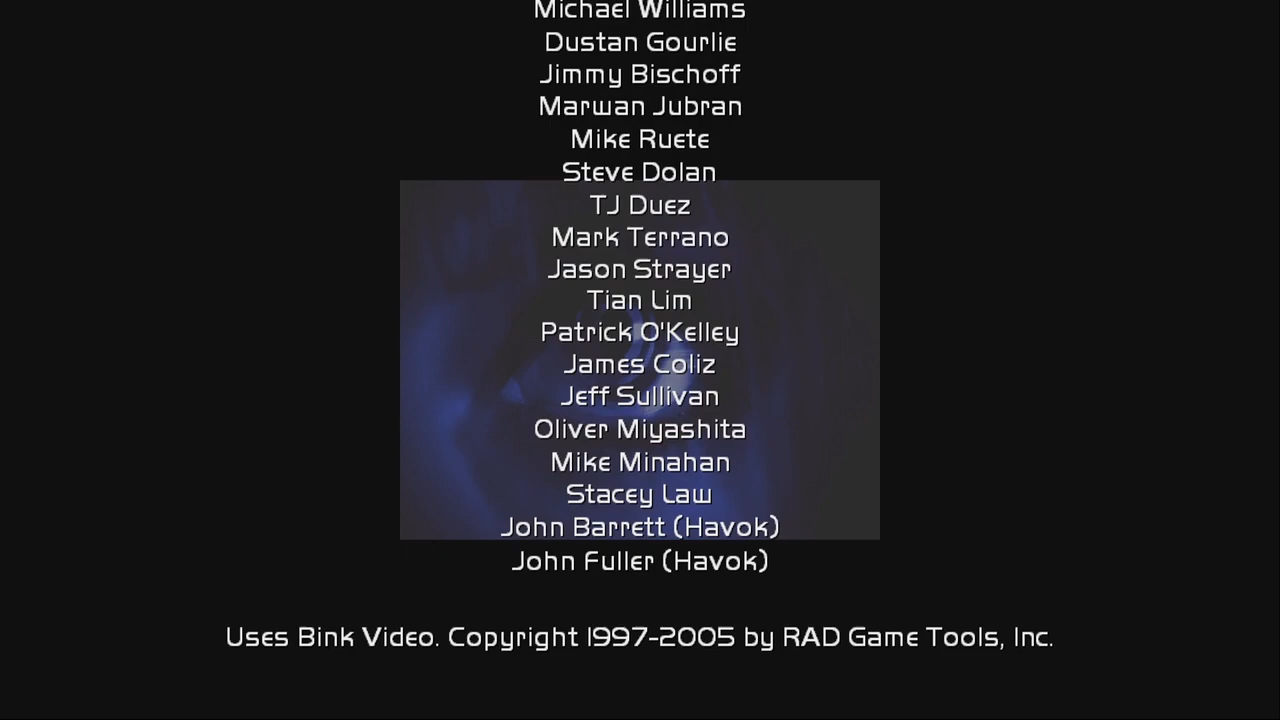 Michael Williams
Dustan Gourlie
Jimmy Bischoff
Marwan Jubran
Mike Ruete
Steve Dolan
TJ Duez
Mark Terrano
Jason Strayer
Tian Lim
Patrick O'Kelley
James Coliz
Jeff Sullivan
Oliver Miyashita
Mike Minahan
Stacey Law
John Barrett (Havok)
John Fuller (Havok)
Uses Bink Video. Copyright 1997-2005 by RAD Game Tools, Inc.